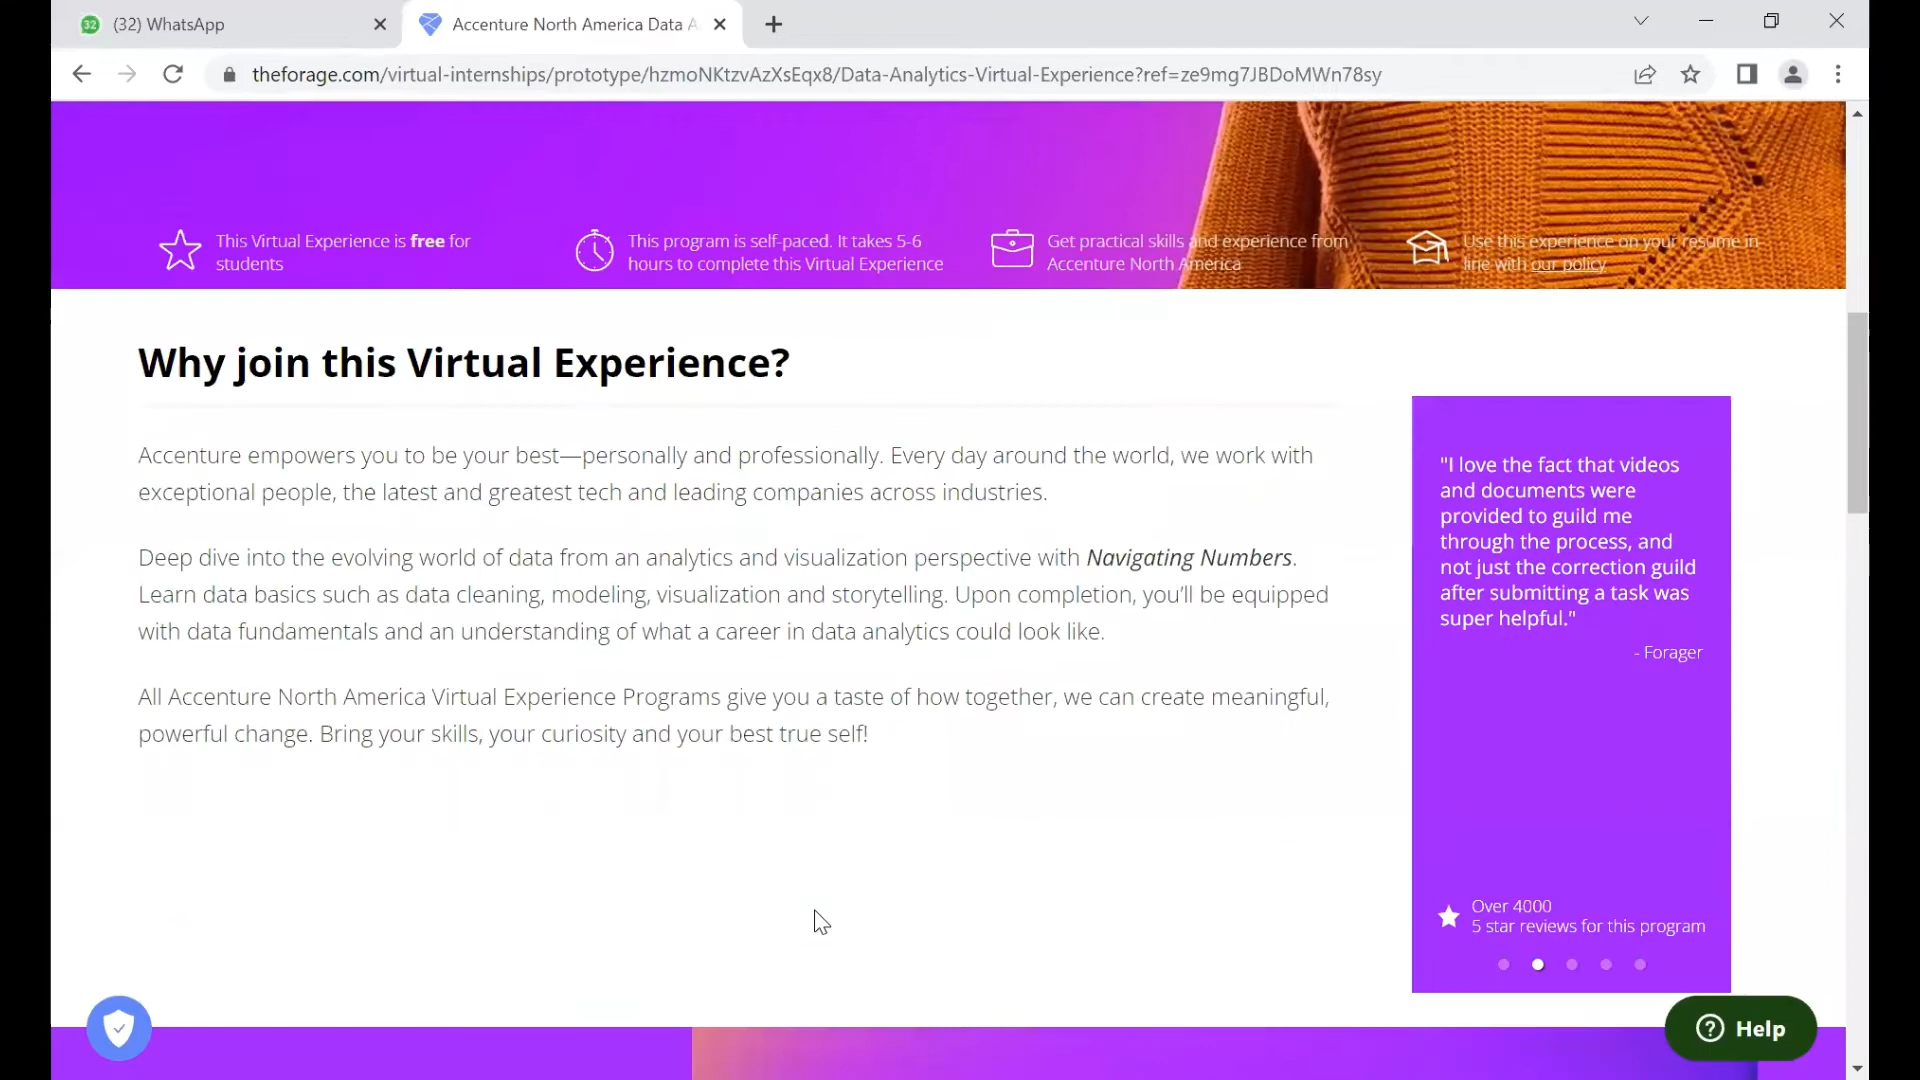 32 (32) WhatsApp
Accenture North America Data A
theforage.com/virtual-internships/prototype/hzmoNKtzvAzXsEqx8/Data-Analytics-Virtual-Experience?ref=ze9mg7JBDoMWn78sy
This Virtual Experience is free for
students
This program is self-paced. It takes 5-6
hours to complete this Virtual Experience
Get practical skills and experience from
Accenture North America
Use this experience on your resume in
line with our policy
Why join this Virtual Experience?
Accenture empowers you to be your best—personally and professionally. Every day around the world, we work with
exceptional people, the latest and greatest tech and leading companies across industries.
Deep dive into the evolving world of data from an analytics and visualization perspective with Navigating Numbers.
Learn data basics such as data cleaning, modeling, visualization and storytelling. Upon completion, you’ll be equipped
with data fundamentals and an understanding of what a career in data analytics could look like.
All Accenture North America Virtual Experience Programs give you a taste of how together, we can create meaningful,
powerful change. Bring your skills, your curiosity and your best true self!
"I love the fact that videos
and documents were
provided to guild me
through the process, and
not just the correction guild
after submitting a task was
super helpful."
- Forager
Over 4000
5 star reviews for this program
Help